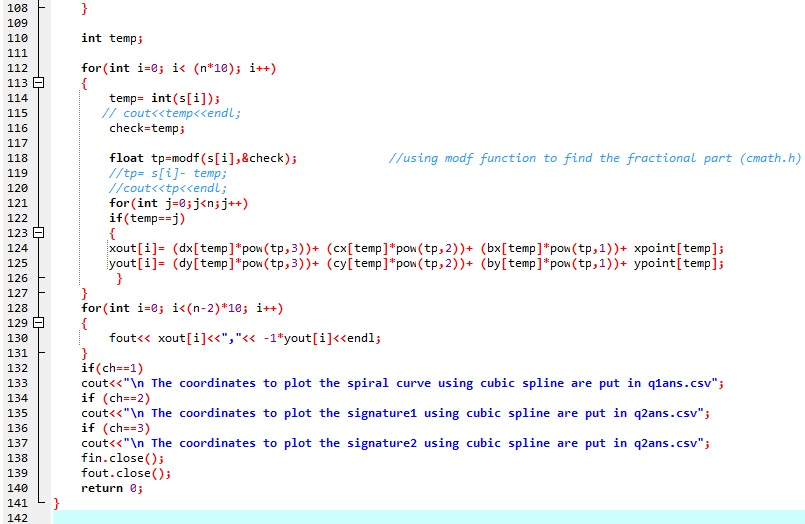 108 }
109
110 int temp;
111
112 for(int i=0; i< (n*10); i++)
113 {
114 temp= int(s[i]);
115 // cout<<temp<<endl;
116 check=temp;
117
118 float tp=modf(s[i],&check); //using modf function to find the fractional part (cmath.h)
119 //tp= s[i]- temp;
120 //cout<<tp<<endl;
121 for(int j=0;j<n;j++)
122 if(temp==j)
123 {
124 xout[i]= (dx[temp]*pow(tp,3))+ (cx[temp]*pow(tp,2))+ (bx[temp]*pow(tp,1))+ xpoint[temp];
125 yout[i]= (dy[temp]*pow(tp,3))+ (cy[temp]*pow(tp,2))+ (by[temp]*pow(tp,1))+ ypoint[temp];
126 }
127 }
128 for(int i=0; i<(n-2)*10; i++)
129 {
130 fout<< xout[i]<<","<< -1*yout[i]<<endl;
131 }
132 if(ch==1)
133 cout<<"\n The coordinates to plot the spiral curve using cubic spline are put in q1ans.csv";
134 if (ch==2)
135 cout<<"\n The coordinates to plot the signature1 using cubic spline are put in q2ans.csv";
136 if (ch==3)
137 cout<<"\n The coordinates to plot the signature2 using cubic spline are put in q2ans.csv";
138 fin.close();
139 fout.close();
140 return 0;
141 }
142